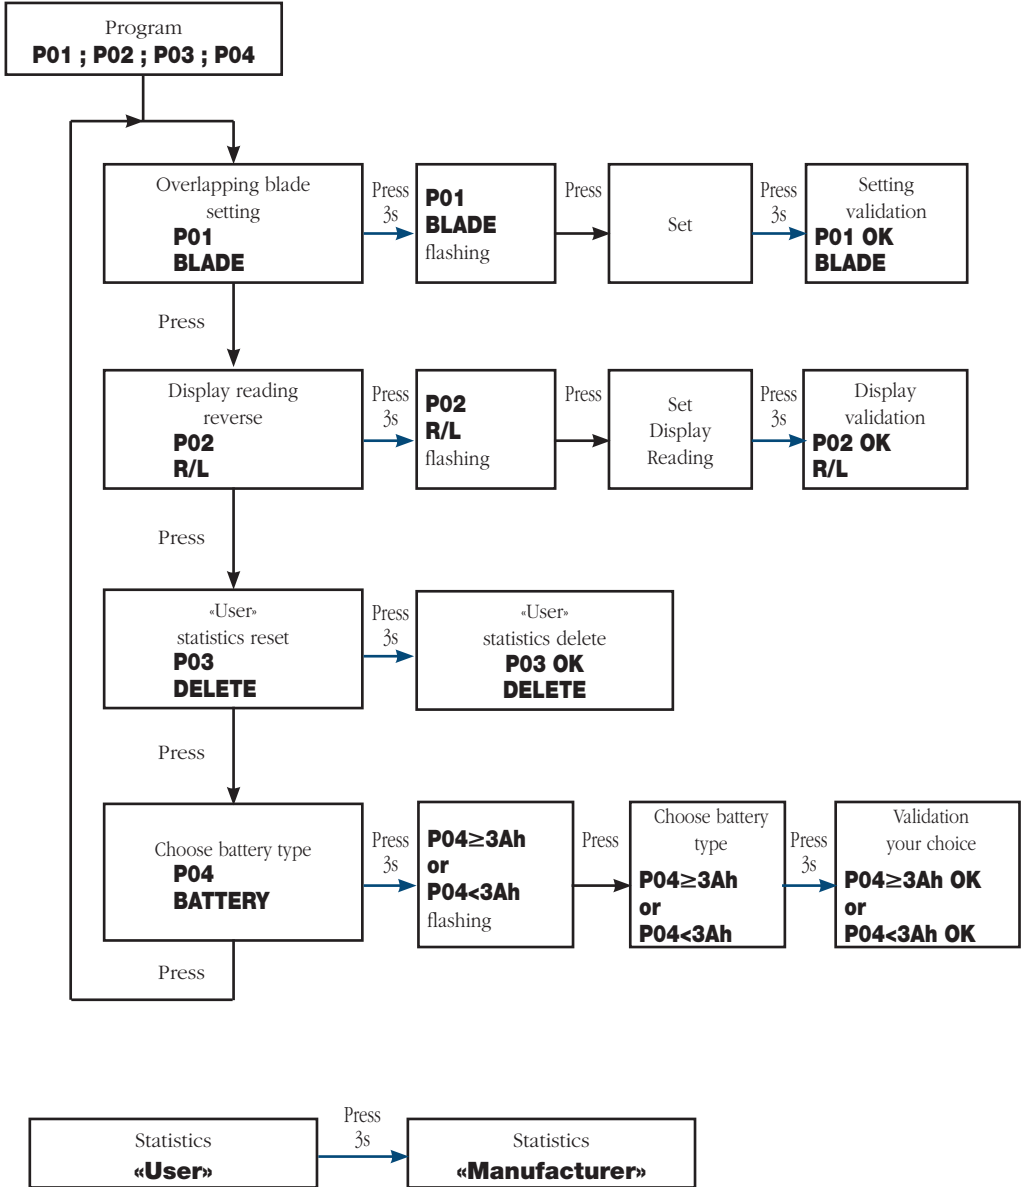 Program
P01 ; P02 ; P03 ; P04
Overlapping blade
setting
P01
BLADE
Press
3s
P01
BLADE
flashing
Press
Set
Press
3s
Setting
validation
P01 OK
BLADE
Press
Display reading
reverse
P02
R/L
Press
3s
P02
R/L
flashing
Press
Set
Display
Reading
Press
3s
Display
validation
P02 OK
R/L
Press
«User»
statistics reset
P03
DELETE
Press
3s
«User»
statistics delete
P03 OK
DELETE
Press
Choose battery type
P04
BATTERY
Press
3s
P04≥3Ah
or
P04<3Ah
flashing
Press
Choose battery
type
P04≥3Ah
or
P04<3Ah
Press
3s
Validation
your choice
P04≥3Ah OK
or
P04<3Ah OK
Press
Statistics
«User»
Press
3s
Statistics
«Manufacturer»